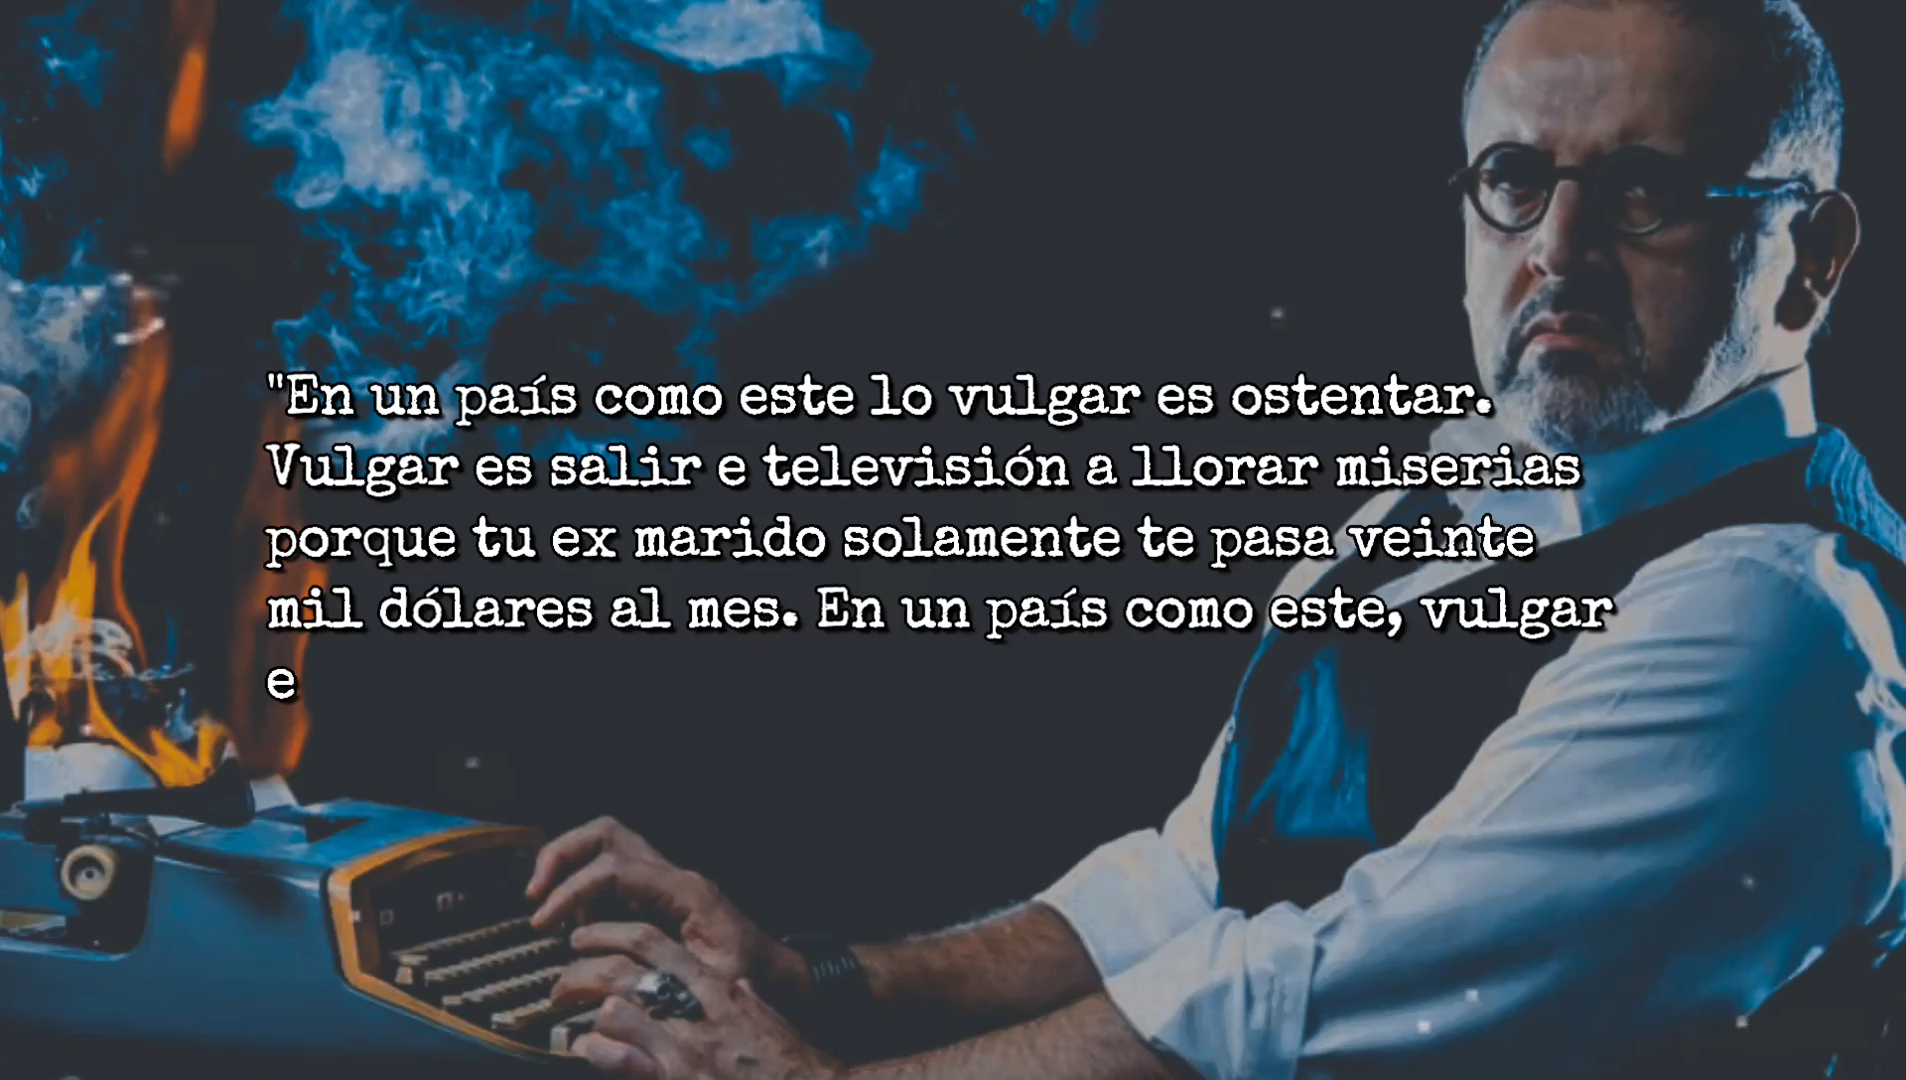 "En un país como este lo vulgar es ostentar.
Vulgar es salir e televisión a llorar miserias
porque tu ex marido solamente te pasa veinte
mil dólares al mes. En un país como este, vulgar
e